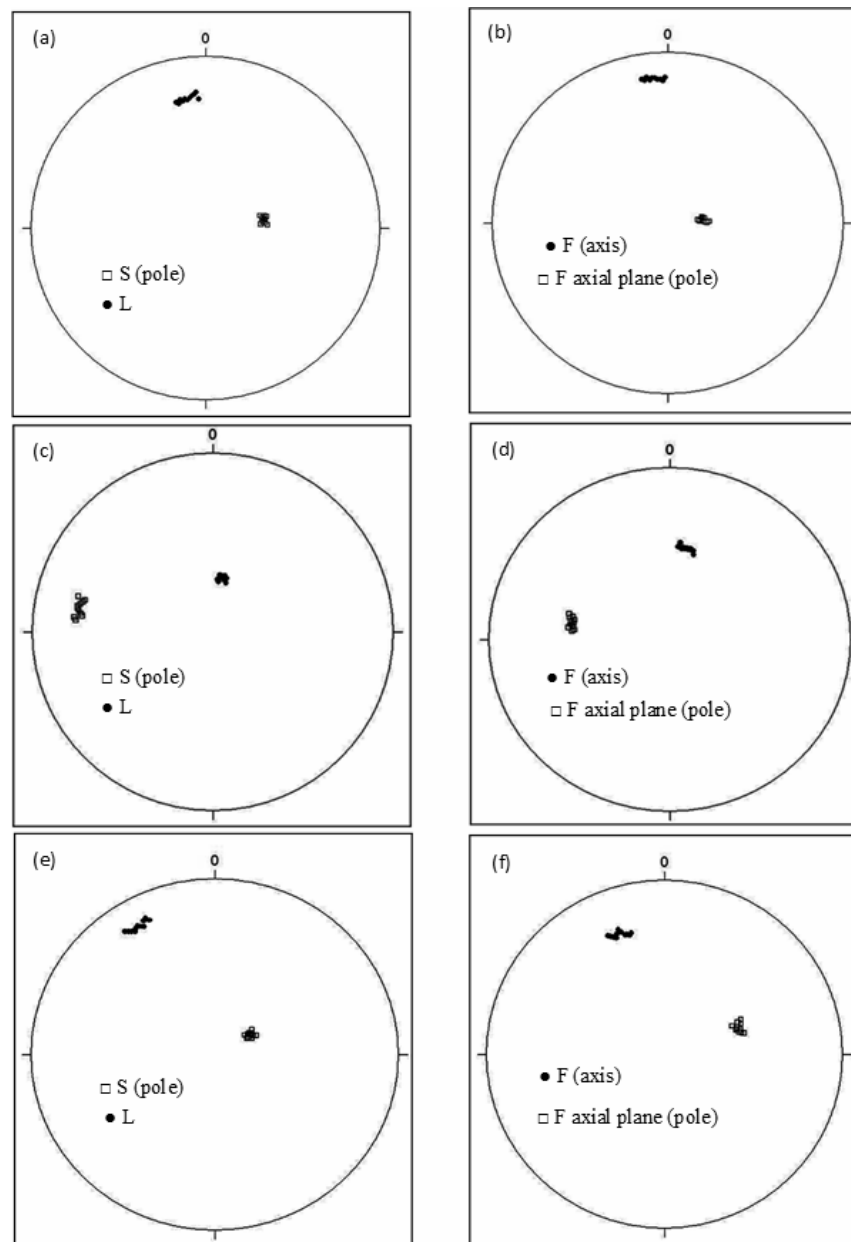 (a)
0
□ S (pole)
● L
(b)
0
● F (axis)
□ F axial plane (pole)
(c)
0
□ S (pole)
● L
(d)
0
● F (axis)
□ F axial plane (pole)
(e)
0
□ S (pole)
● L
(f)
0
● F (axis)
□ F axial plane (pole)